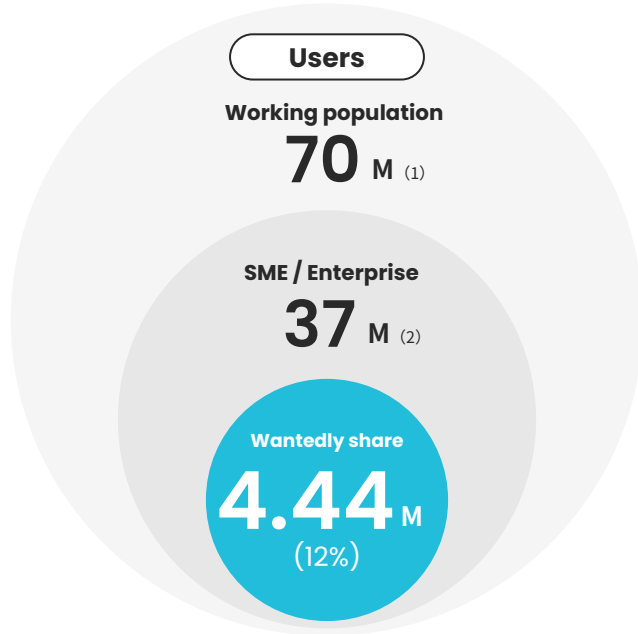 Users
Working population
70 M (1)
SME / Enterprise
37 M (2)
Wantedly share
4.44 M
(12%)